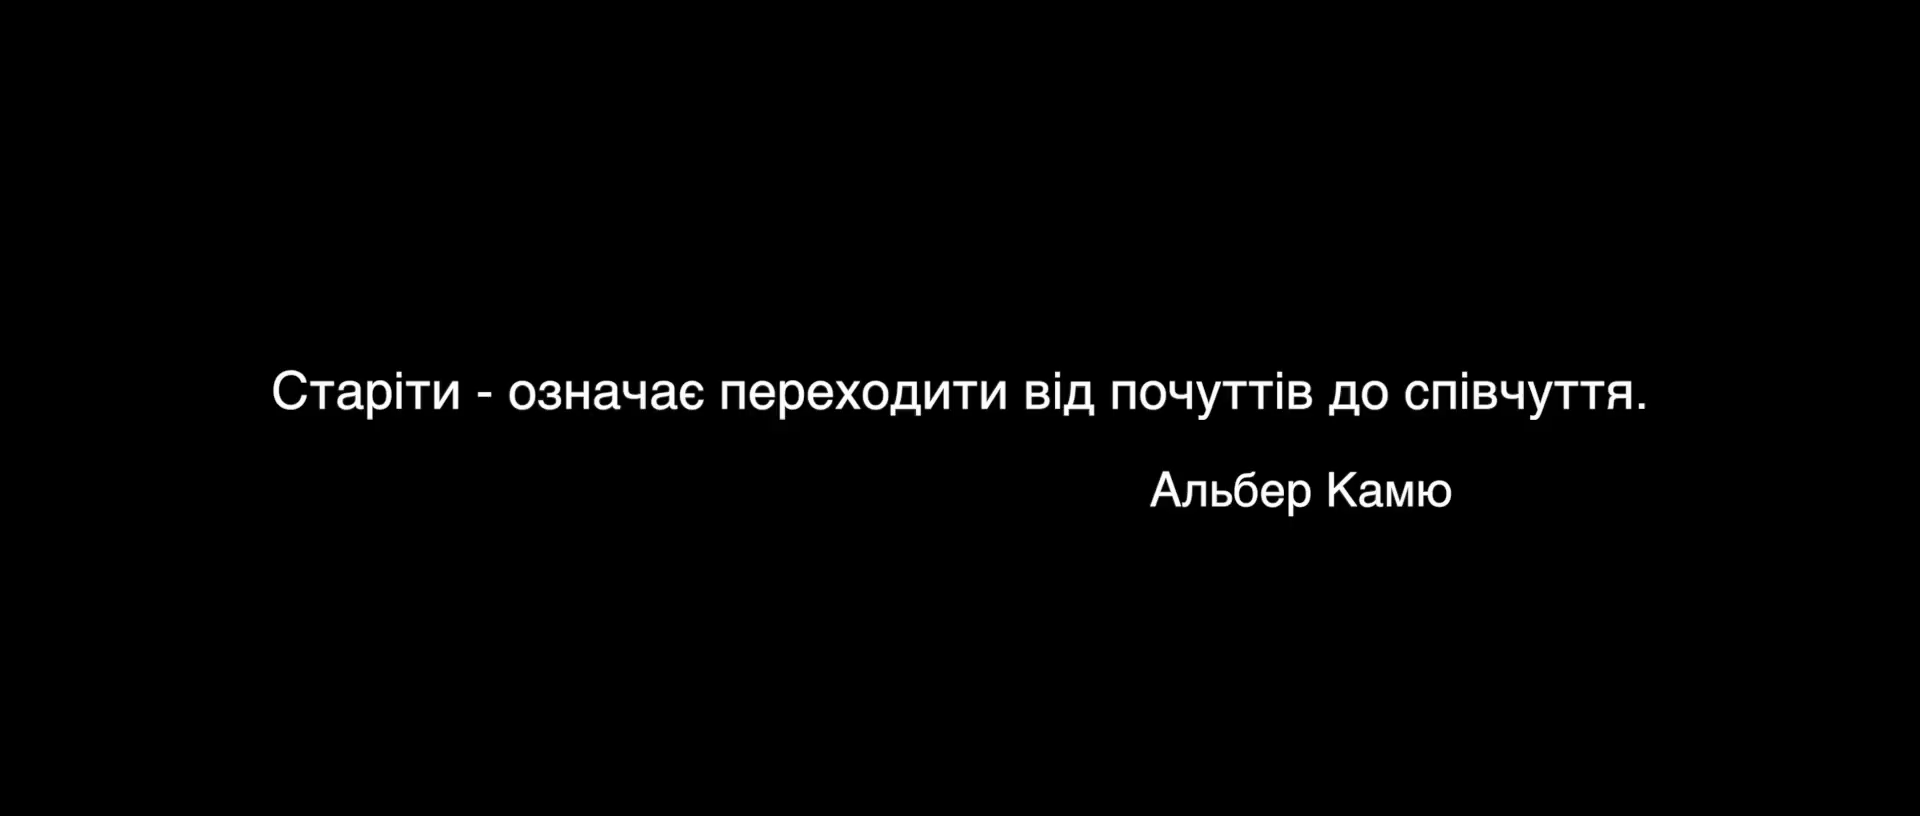 Старіти - означає переходити від почуттів до співчуття.
Альбер Камю